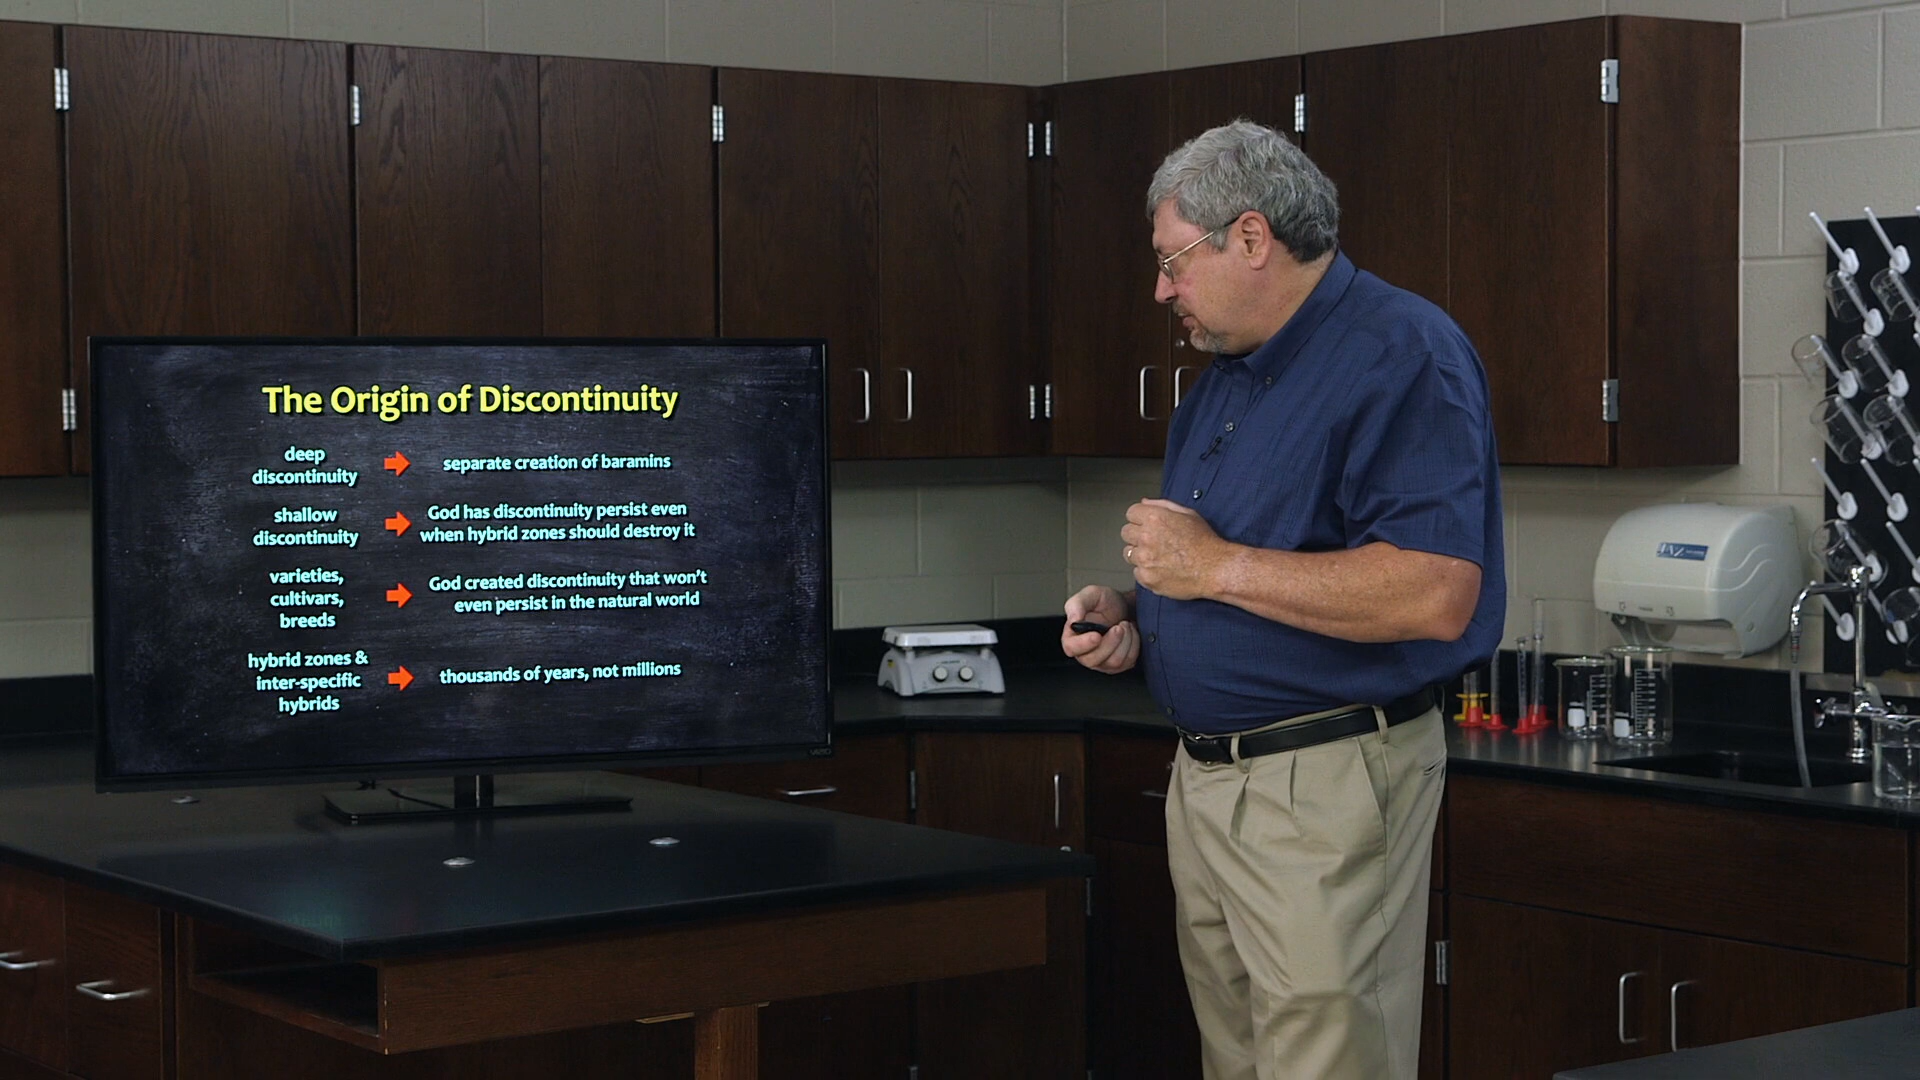 The Origin of Discontinuity
deep
discontinuity
separate creation of baramins
shallow
discontinuity
God has discontinuity persist even
when hybrid zones should destroy it
varieties,
cultivars,
breeds
God created discontinuity that won't
even persist in the natural world
hybrid zones &
inter-specific
hybrids
thousands of years, not millions
VIZIO